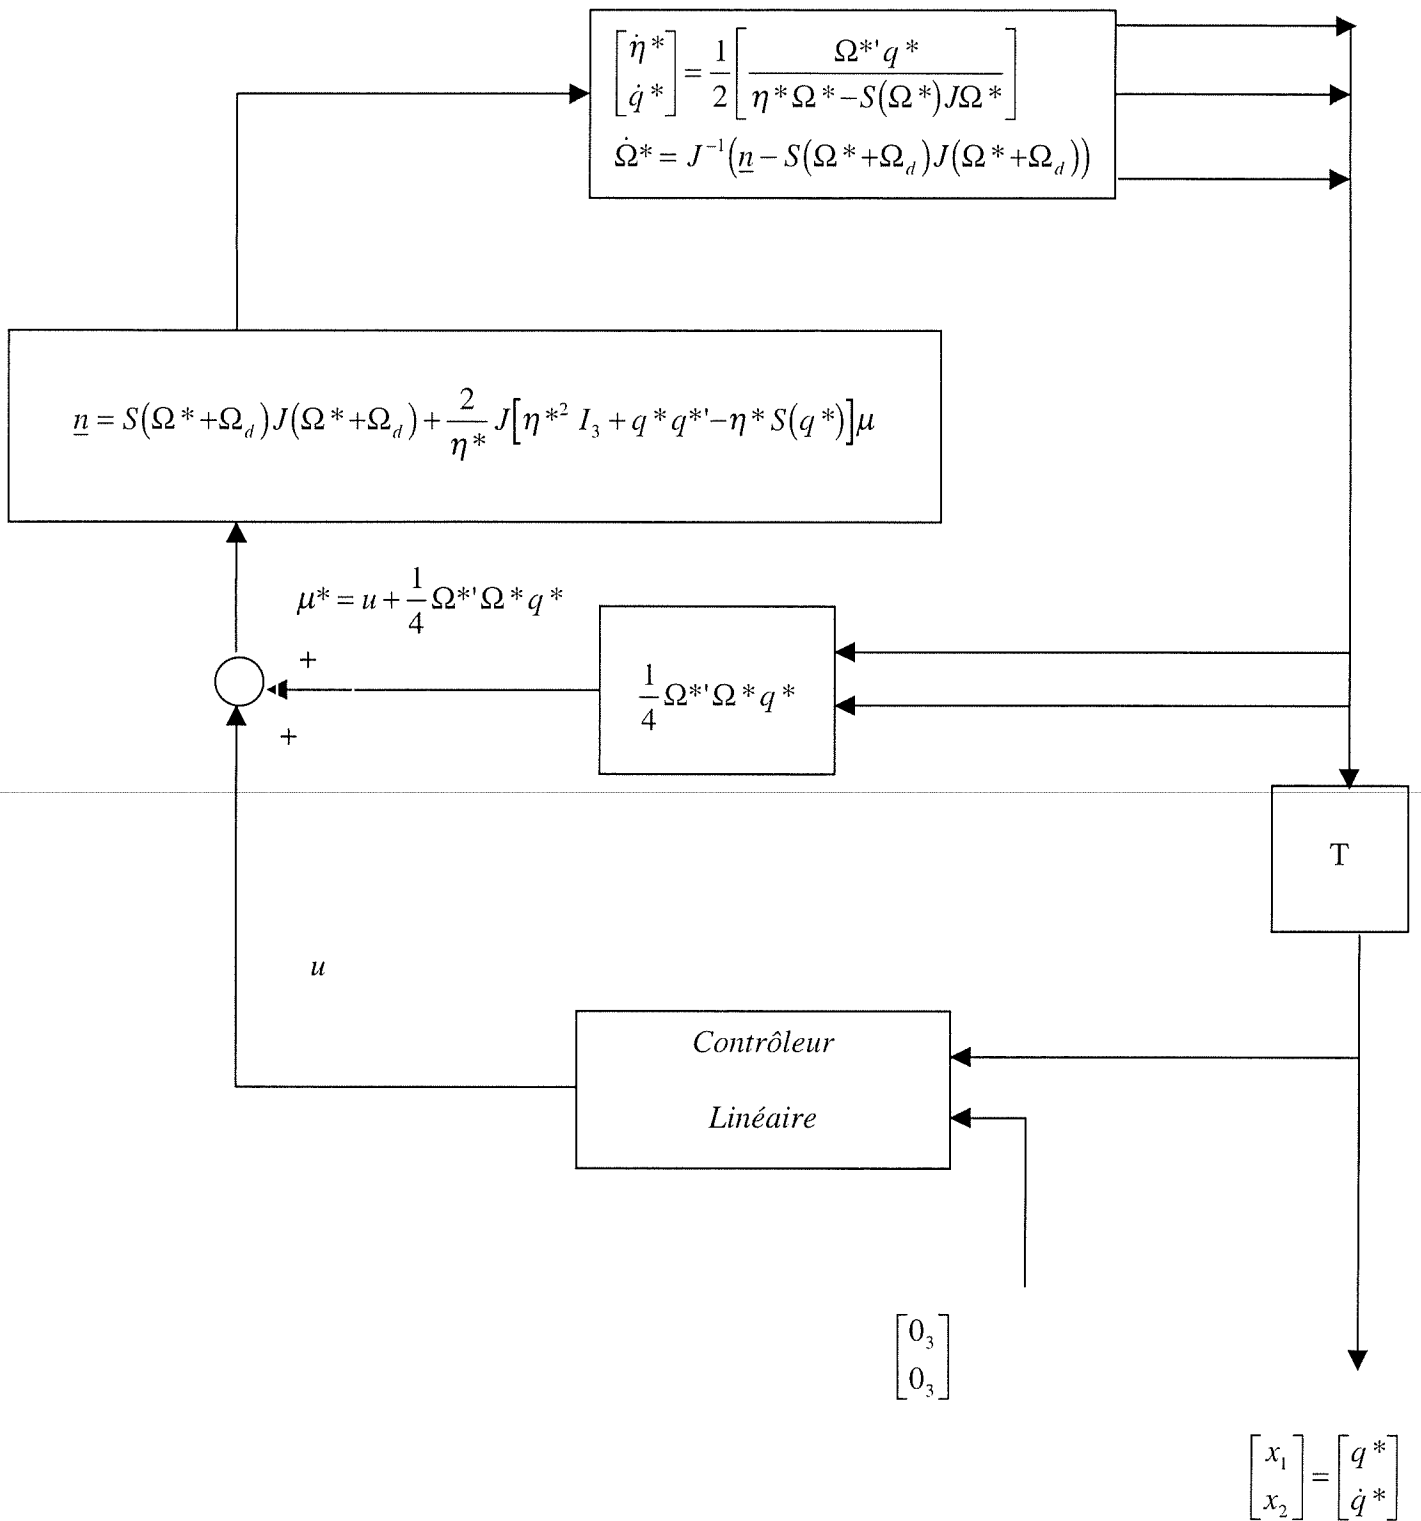 [η̇* q̇*] = 1/2 [Ω*'q* / η*Ω*−S(Ω*)JΩ*]
Ω̇* = J⁻¹(n − S(Ω*+Ω_d)J(Ω*+Ω_d))
n = S(Ω*+Ω_d)J(Ω*+Ω_d) + 2/η* J[η*² I₃ + q*q*'−η*S(q*)]μ
μ* = u + 1/4 Ω*'Ω*q*
+
1/4 Ω*'Ω*q*
+
T
u
Contrôleur
Linéaire
[0₃ 0₃]
[x₁ x₂] = [q* q̇*]